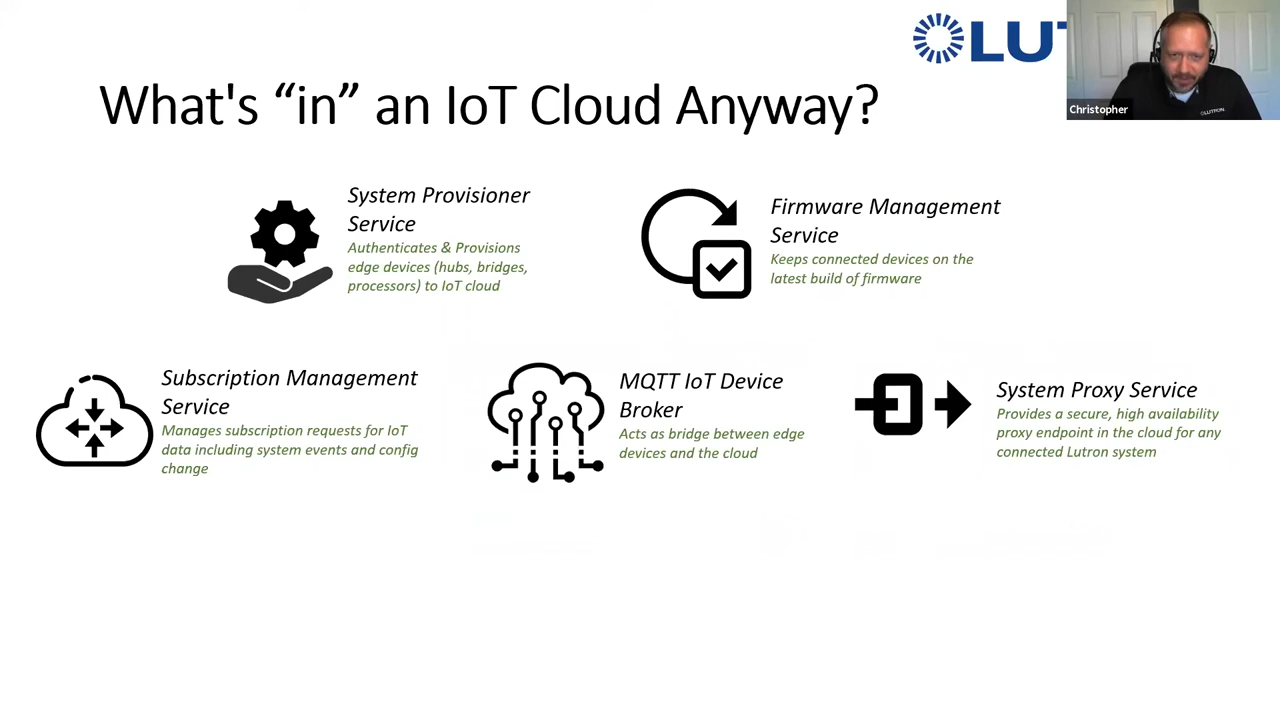 LUT
Christopher
LUTRON
What's “in” an IoT Cloud Anyway?
System Provisioner
Service
Authenticates & Provisions
edge devices (hubs, bridges,
processors) to IoT cloud
Firmware Management
Service
Keeps connected devices on the
latest build of firmware
Subscription Management
Service
Manages subscription requests for IoT
data including system events and config
change
MQTT IoT Device
Broker
Acts as bridge between edge
devices and the cloud
System Proxy Service
Provides a secure, high availability
proxy endpoint in the cloud for any
connected Lutron system